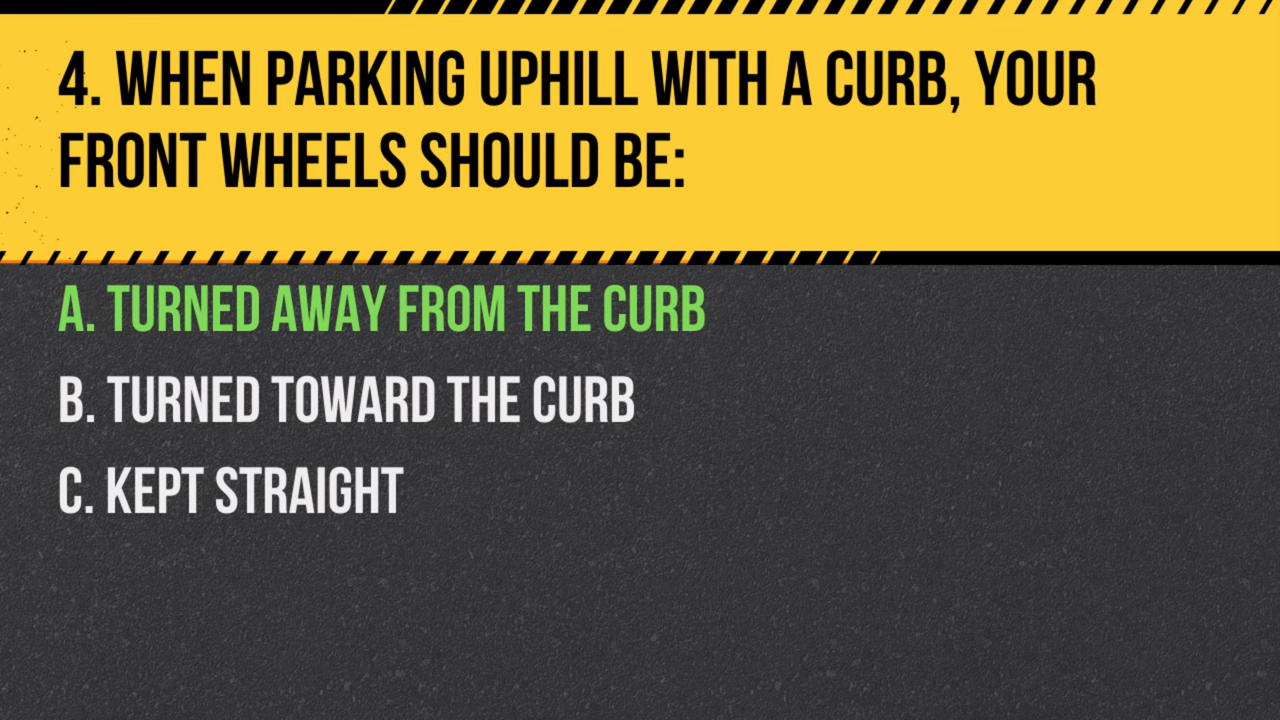 4. WHEN PARKING UPHILL WITH A CURB, YOUR
FRONT WHEELS SHOULD BE:
A. TURNED AWAY FROM THE CURB
B. TURNED TOWARD THE CURB
C. KEPT STRAIGHT